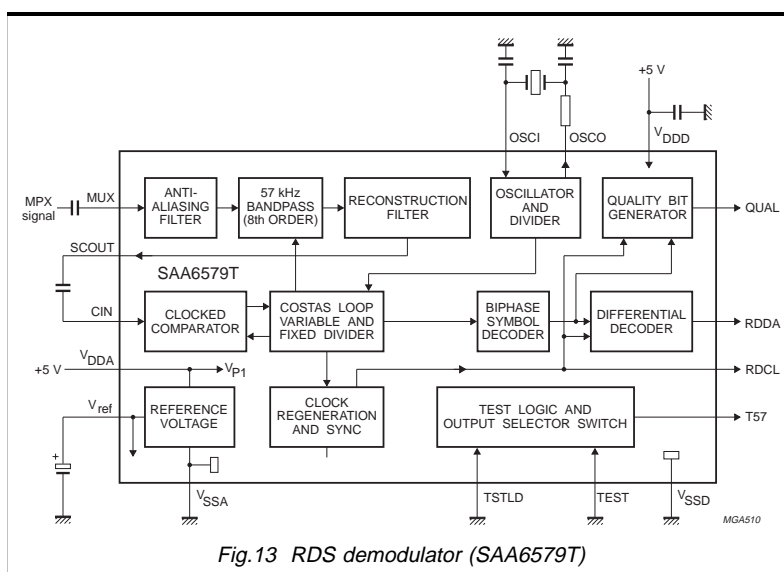 +5 V
OSCI
OSCO
VDDD
MPX
signal
MUX
ANTI-
ALIASING
FILTER
57 kHz
BANDPASS
(8th ORDER)
RECONSTRUCTION
FILTER
OSCILLATOR
AND
DIVIDER
QUALITY BIT
GENERATOR
QUAL
SCOUT
SAA6579T
CIN
CLOCKED
COMPARATOR
COSTAS LOOP
VARIABLE AND
FIXED DIVIDER
BIPHASE
SYMBOL
DECODER
DIFFERENTIAL
DECODER
RDDA
+5 V
VDDA
VP1
RDCL
Vref
REFERENCE
VOLTAGE
CLOCK
REGENERATION
AND SYNC
TEST LOGIC AND
OUTPUT SELECTOR SWITCH
T57
+
VSSA
TSTLD
TEST
VSSD
MGA510
Fig.13 RDS demodulator (SAA6579T)